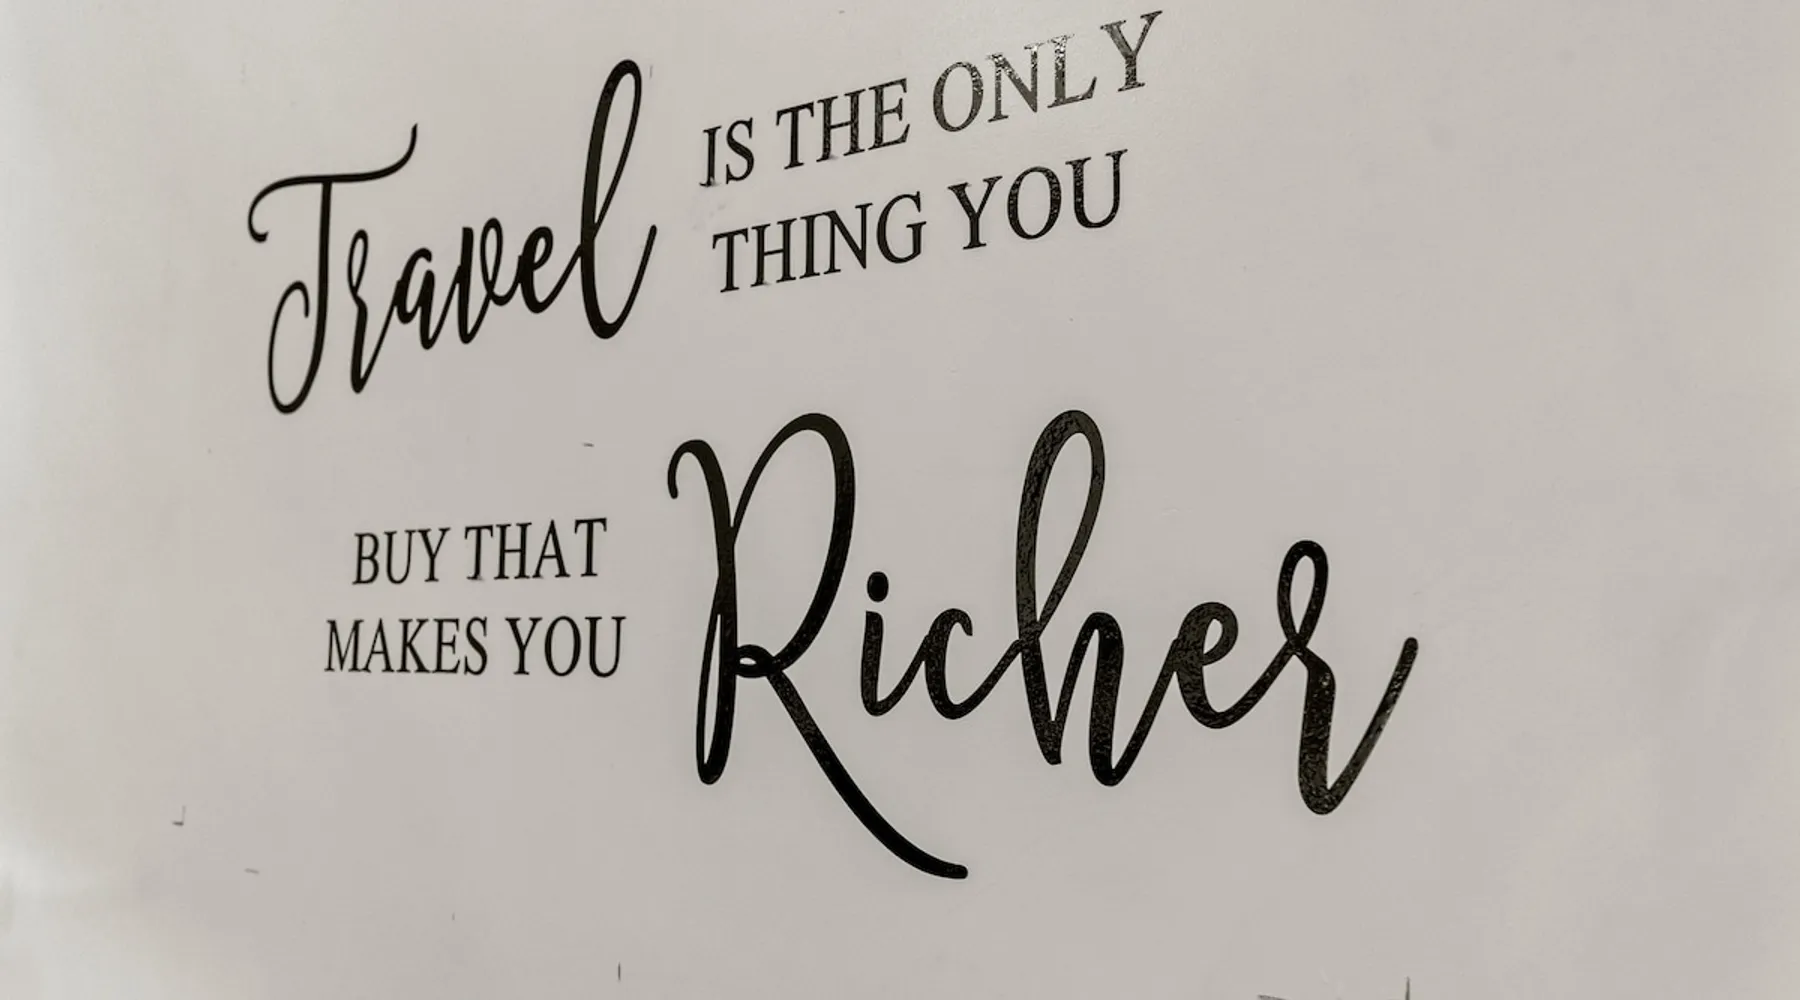 Travel IS THE ONLY
THING YOU
BUY THAT
MAKES YOU Richer